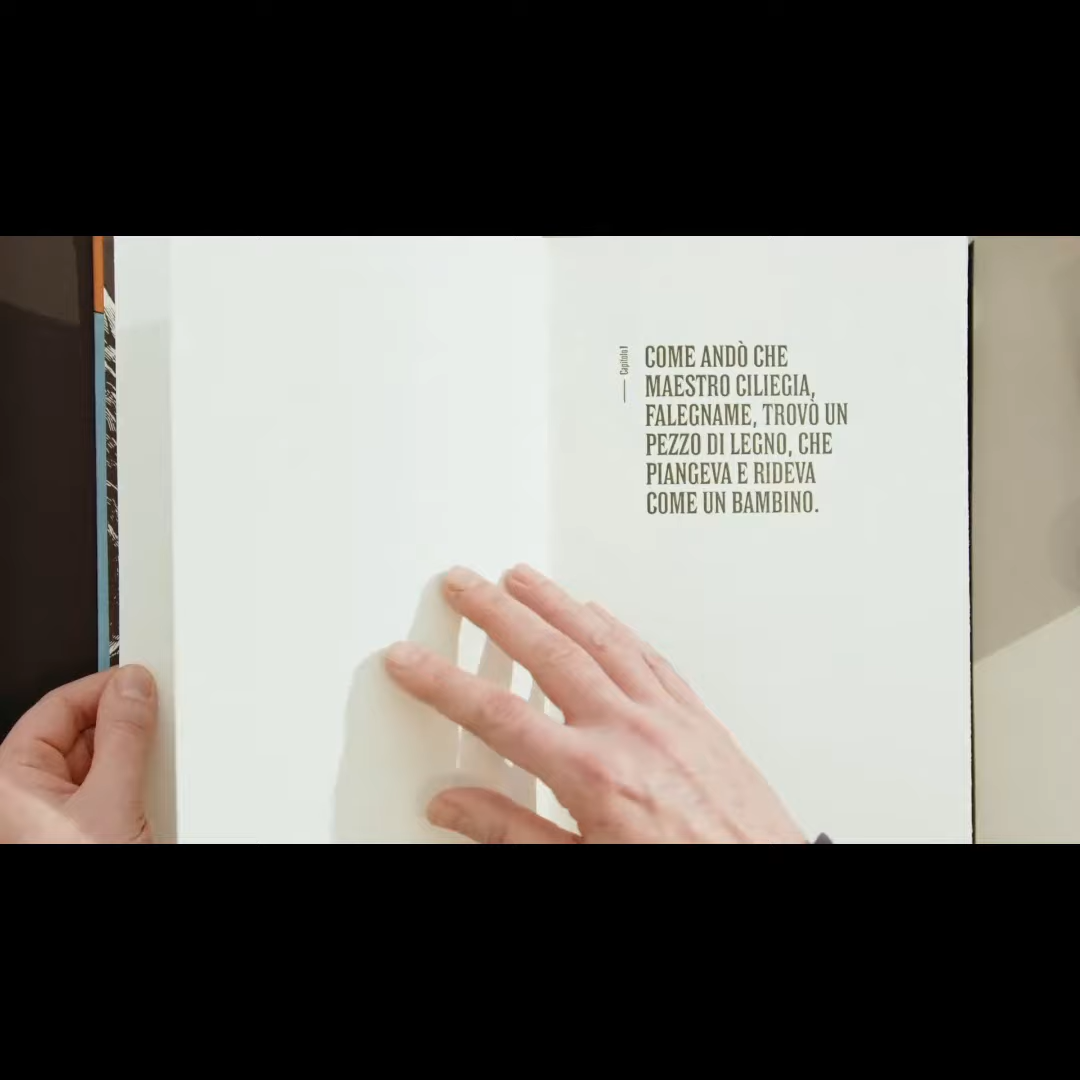 Capitolo 1
COME ANDÒ CHE
MAESTRO CILIEGIA,
FALEGNAME, TROVÒ UN
PEZZO DI LEGNO, CHE
PIANGEVA E RIDEVA
COME UN BAMBINO.